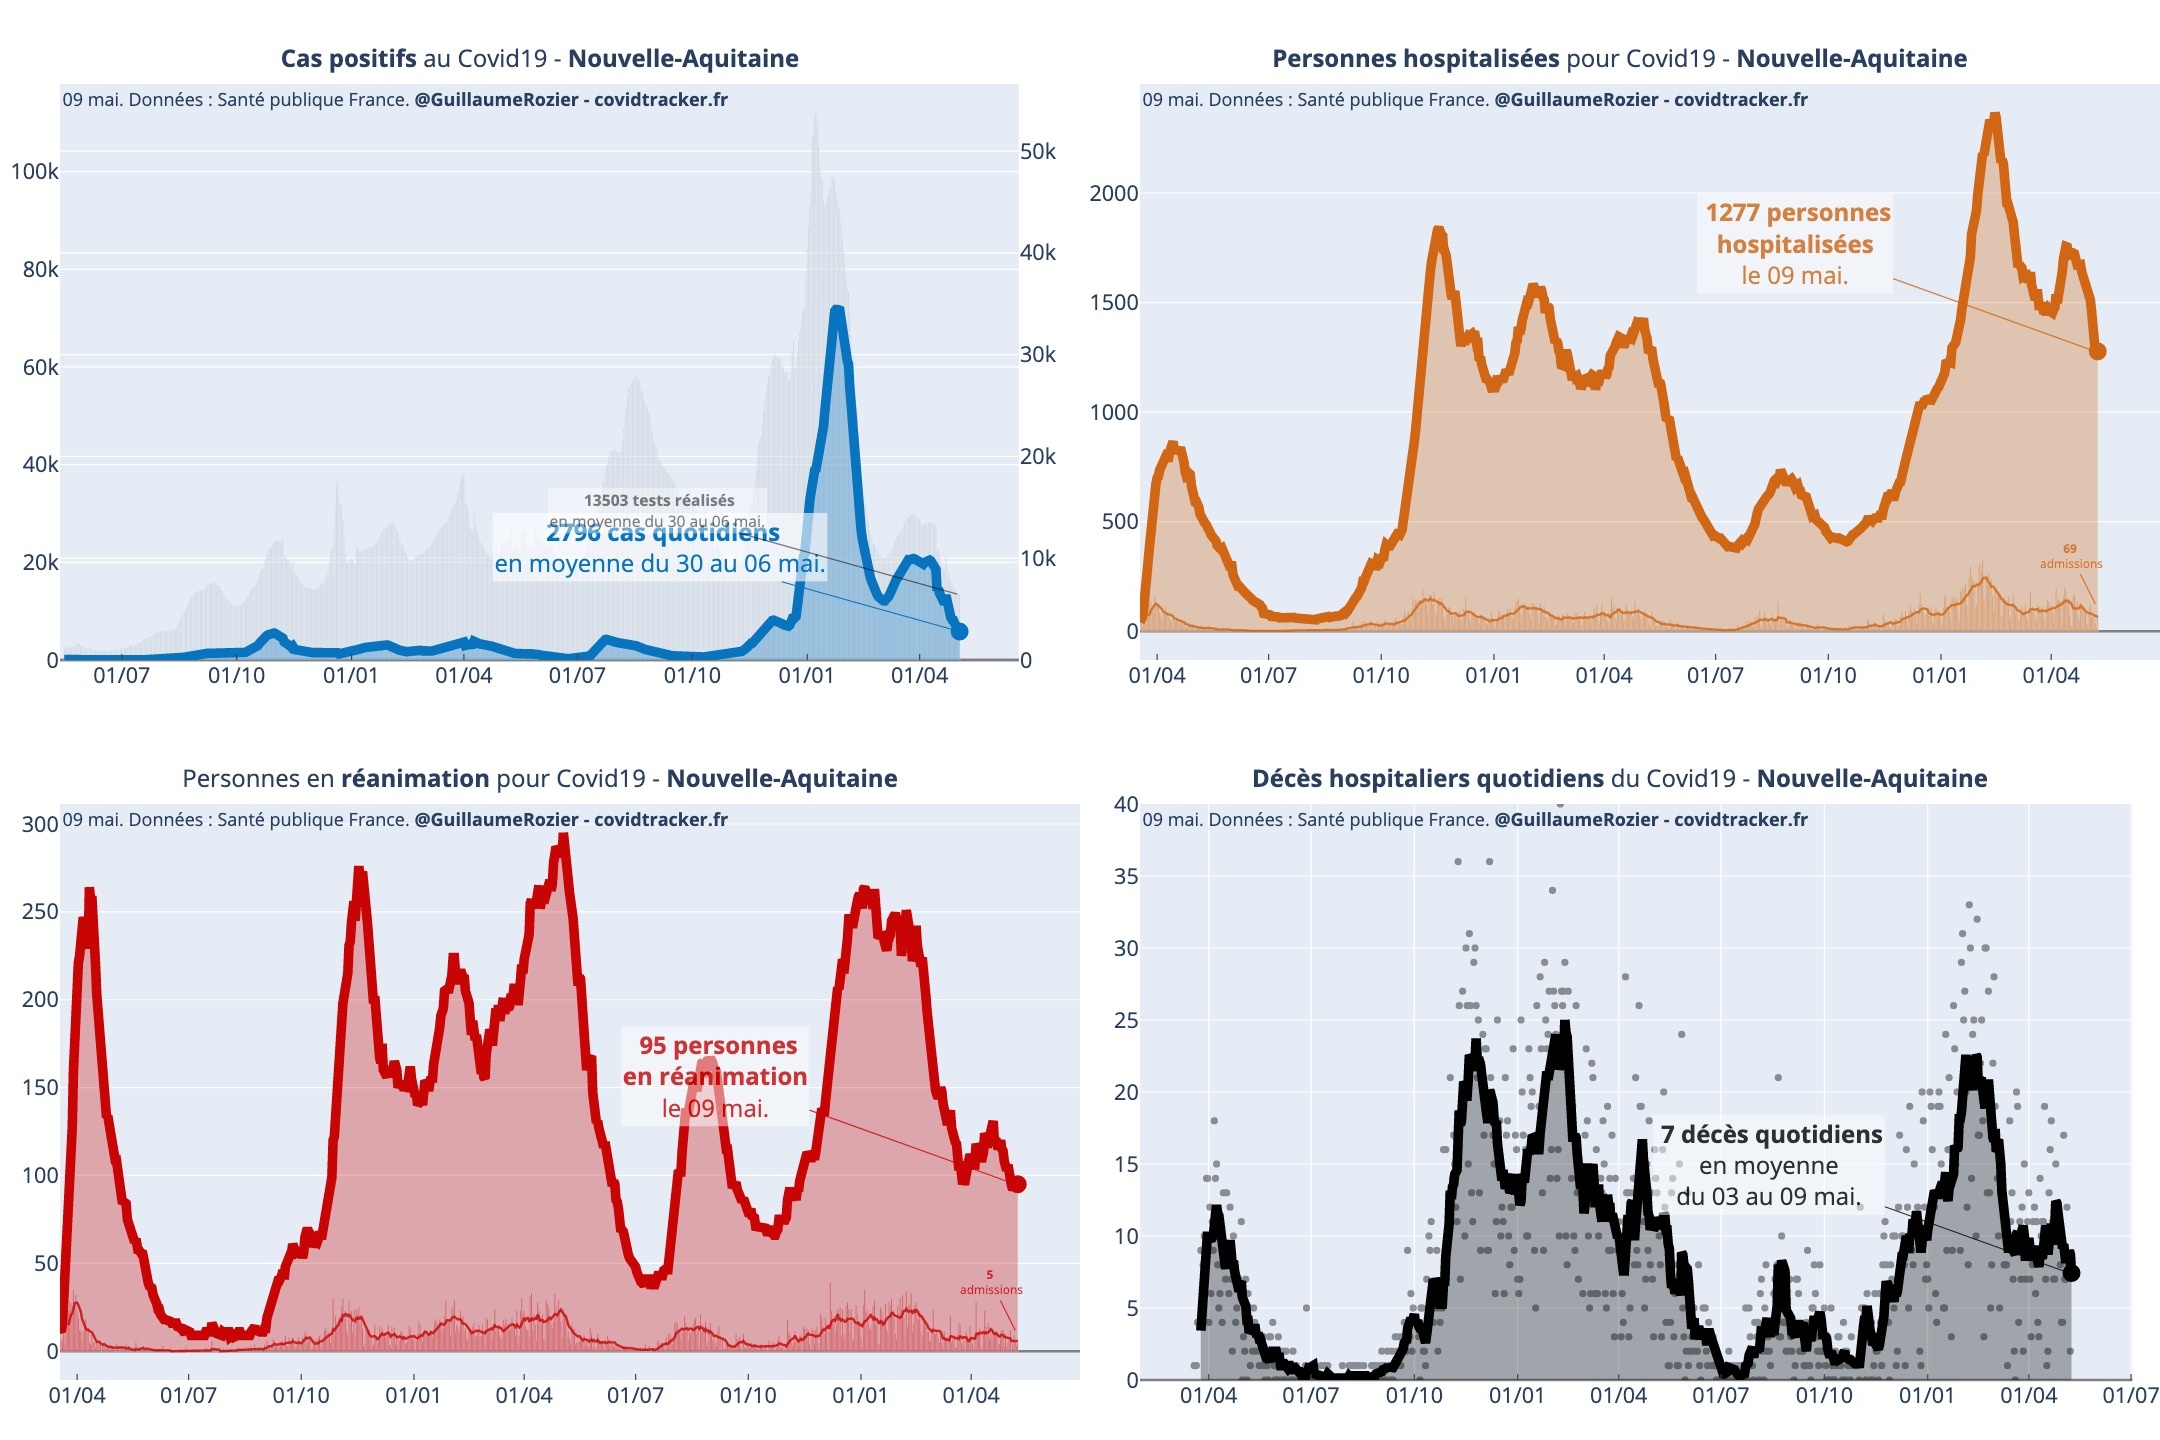 Cas positifs au Covid19 - Nouvelle-Aquitaine
09 mai. Données : Santé publique France. @GuillaumeRozier - covidtracker.fr
100k
80k
60k
40k
20k
0
50k
40k
30k
20k
10k
0
13503 tests réalisés
en moyenne du 30 au 06 mai.
2796 cas quotidiens
en moyenne du 30 au 06 mai.
01/07 01/10 01/01 01/04 01/07 01/10 01/01 01/04
Personnes hospitalisées pour Covid19 - Nouvelle-Aquitaine
09 mai. Données : Santé publique France. @GuillaumeRozier - covidtracker.fr
2000
1500
1000
500
0
1277 personnes
hospitalisées
le 09 mai.
69
admissions
01/04 01/07 01/10 01/01 01/04 01/07 01/10 01/01 01/04
Personnes en réanimation pour Covid19 - Nouvelle-Aquitaine
09 mai. Données : Santé publique France. @GuillaumeRozier - covidtracker.fr
300
250
200
150
100
50
0
95 personnes
en réanimation
le 09 mai.
5
admissions
01/04 01/07 01/10 01/01 01/04 01/07 01/10 01/01 01/04
Décès hospitaliers quotidiens du Covid19 - Nouvelle-Aquitaine
09 mai. Données : Santé publique France. @GuillaumeRozier - covidtracker.fr
40
35
30
25
20
15
10
5
0
7 décès quotidiens
en moyenne
du 03 au 09 mai.
01/04 01/07 01/10 01/01 01/04 01/07 01/10 01/01 01/04 01/07